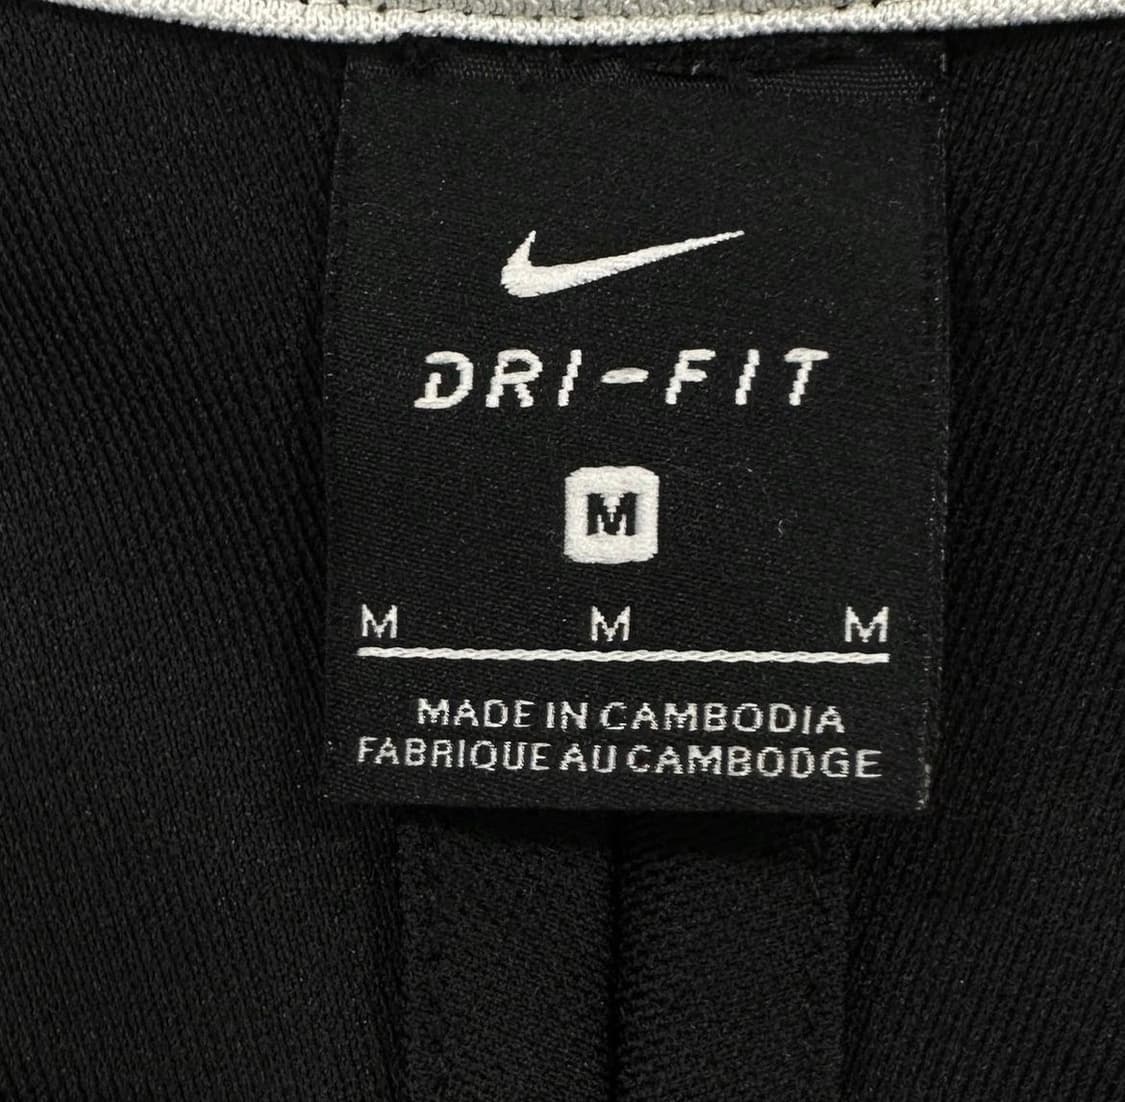 DRI-FIT
M
M M M
MADE IN CAMBODIA
FABRIQUE AU CAMBODGE